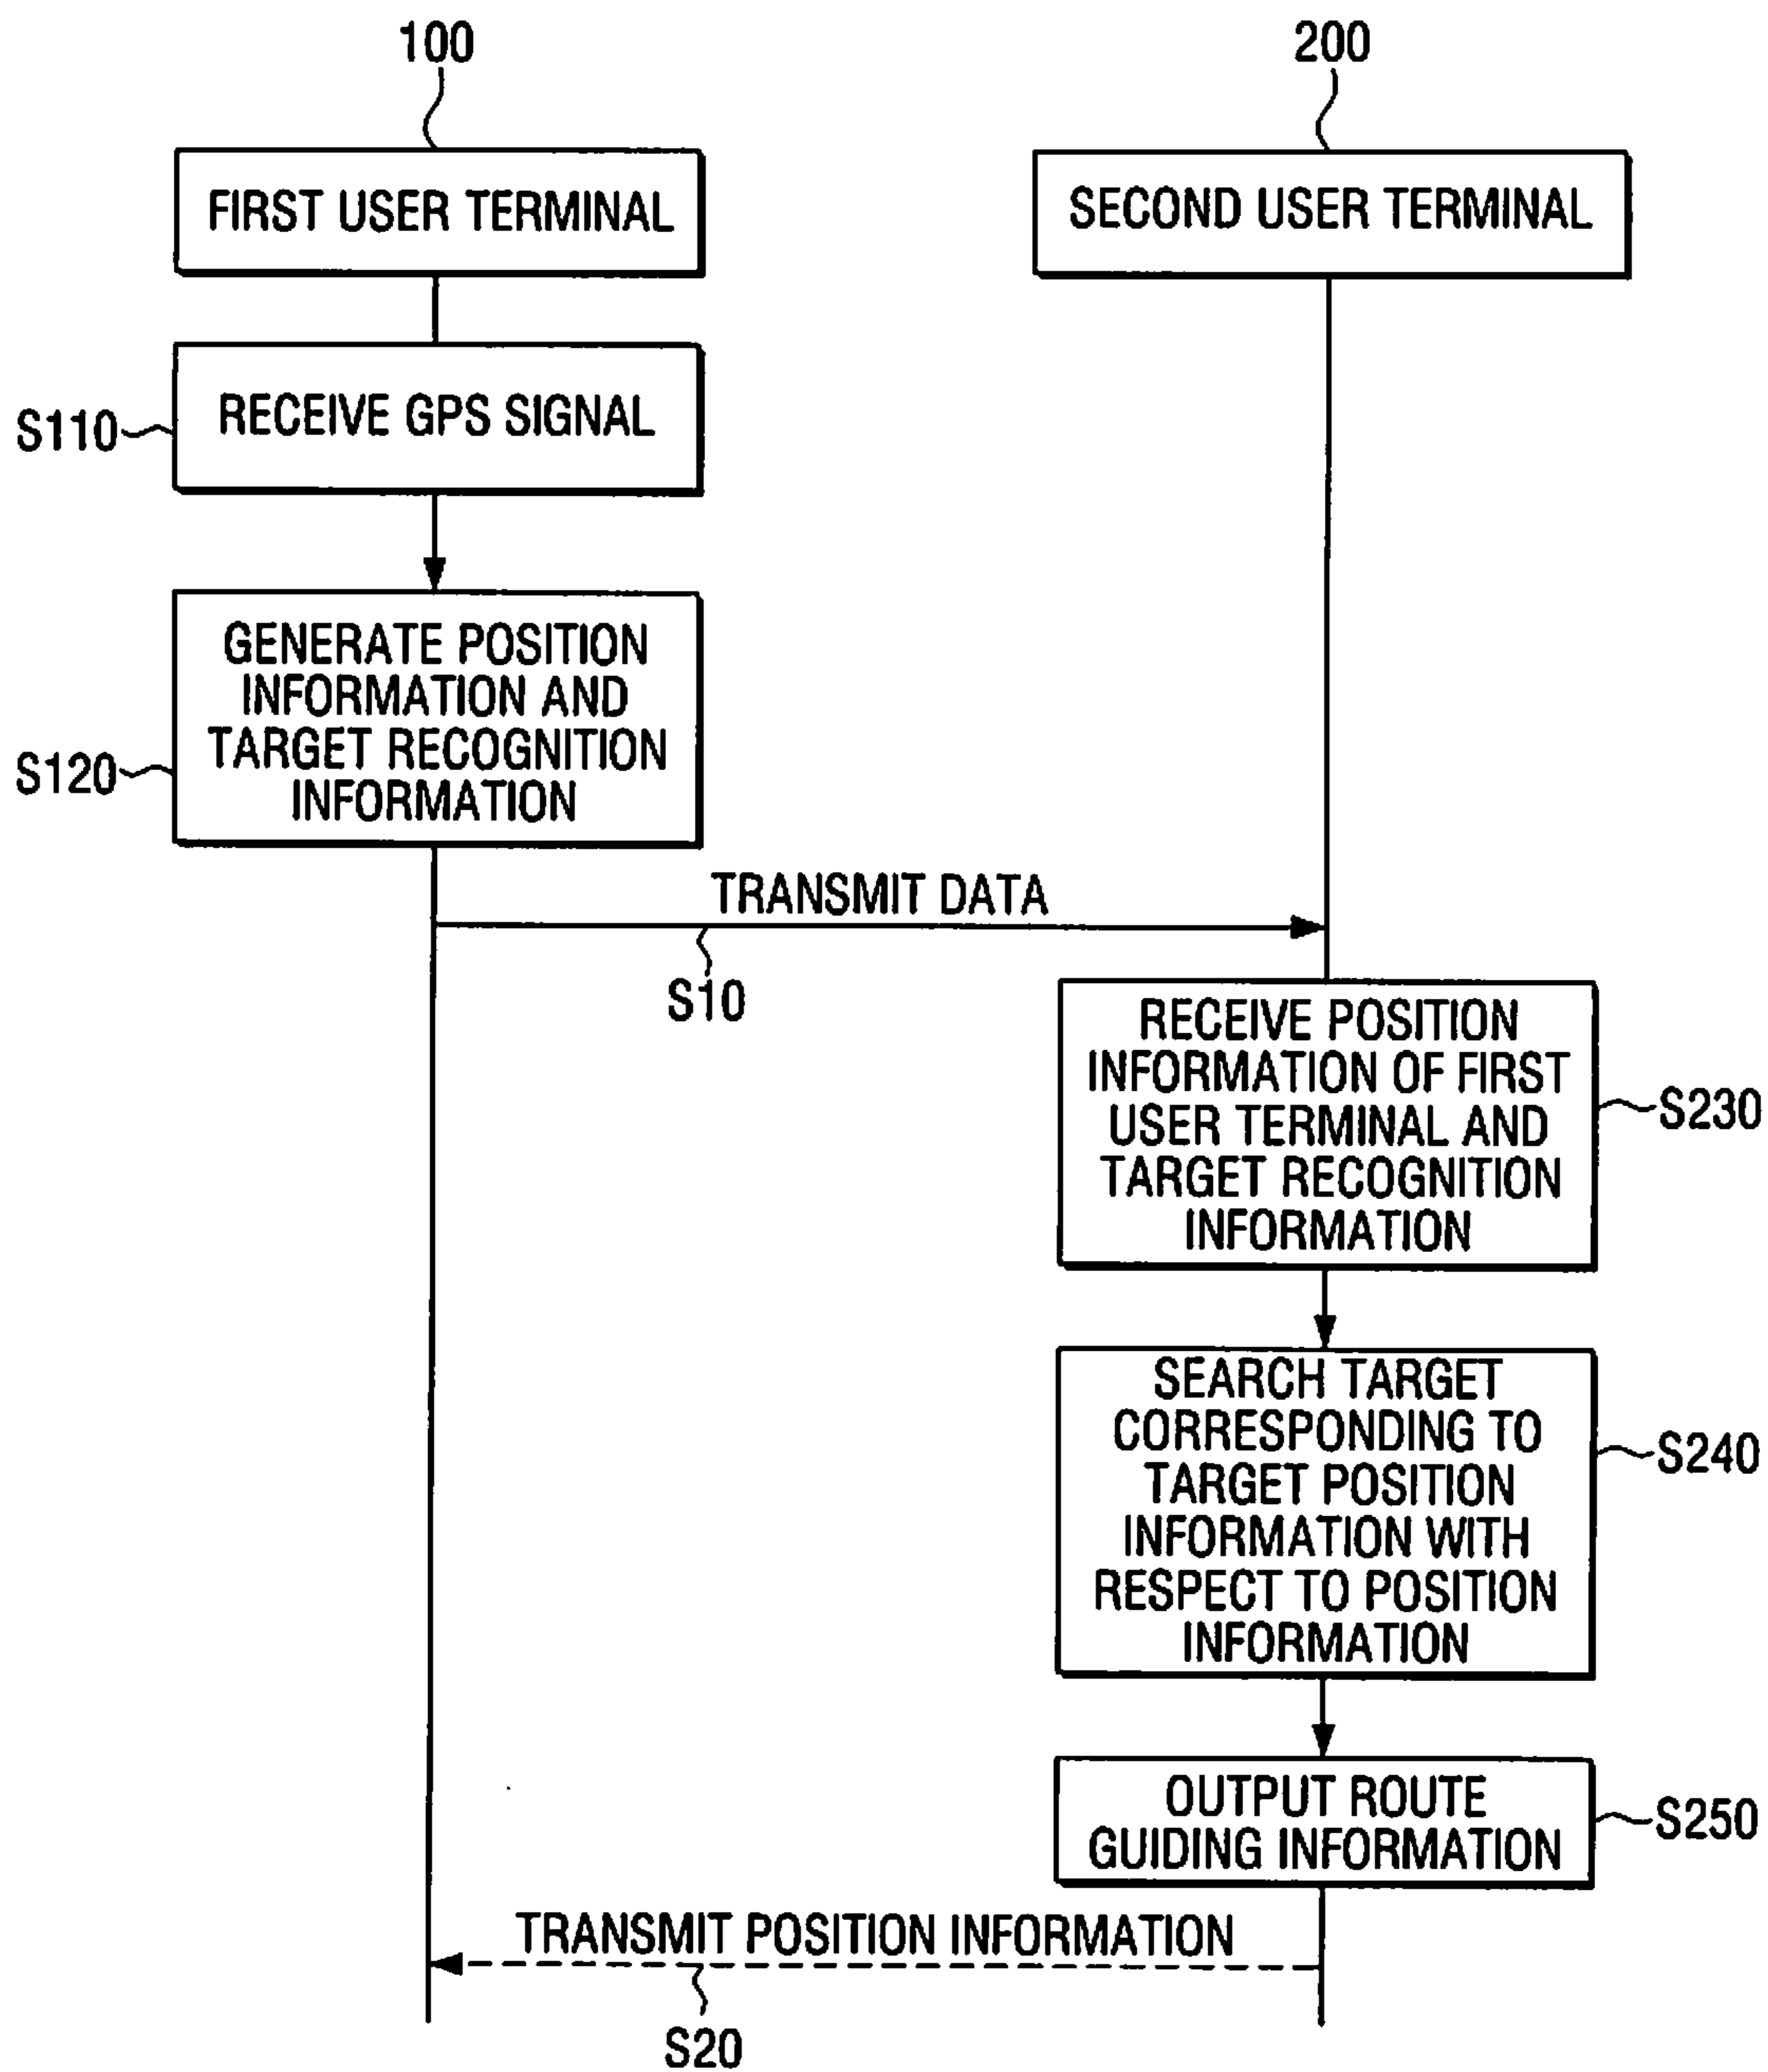 100
200
FIRST USER TERMINAL
SECOND USER TERMINAL
RECEIVE GPS SIGNAL
S110
GENERATE POSITION
INFORMATION AND
TARGET RECOGNITION
INFORMATION
S120
TRANSMIT DATA
S10
RECEIVE POSITION
INFORMATION OF FIRST
USER TERMINAL AND
TARGET RECOGNITION
INFORMATION
S230
SEARCH TARGET
CORRESPONDING TO
TARGET POSITION
INFORMATION WITH
RESPECT TO POSITION
INFORMATION
S240
OUTPUT ROUTE
GUIDING INFORMATION
S250
TRANSMIT POSITION INFORMATION
S20